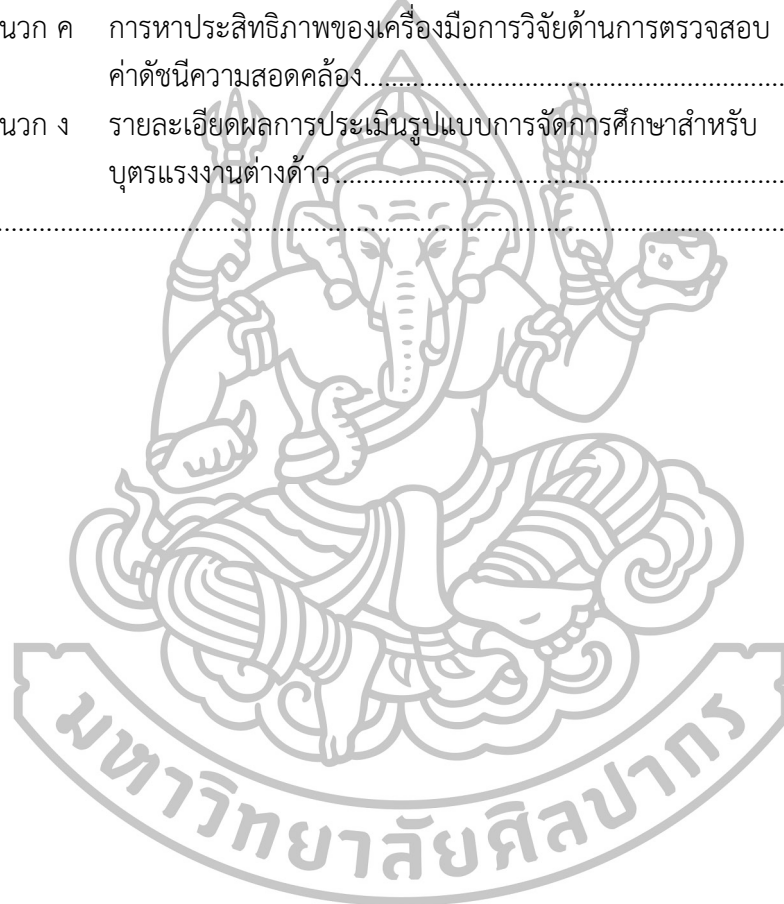 นวก ค การหาประสิทธิภาพของเครื่องมือการวิจัยด้านการตรวจสอบ
ค่าดัชนีความสอดคล้อง......................................................................
นวก ง รายละเอียดผลการประเมินรูปแบบการจัดการศึกษาสำหรับ
บุตรแรงงานต่างด้าว......................................................................
......................................................................
มหาวิทยาลัยศิลปากร